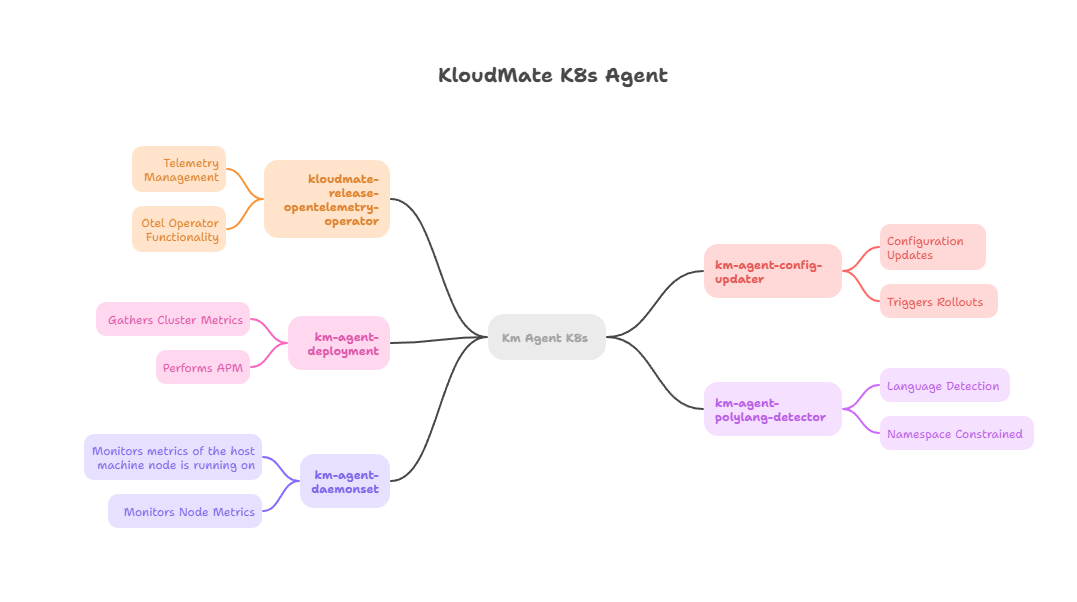 KloudMate K8s Agent
Telemetry
Management
Otel Operator
Functionality
kloudmate-
release-
opentelemetry-
operator
Gathers Cluster Metrics
Performs APM
km-agent-
deployment
Monitors metrics of the host
machine node is running on
Monitors Node Metrics
km-agent-
daemonset
Km Agent K8s
km-agent-config-
updater
Configuration
Updates
Triggers Rollouts
km-agent-
polylang-detector
Language Detection
Namespace Constrained